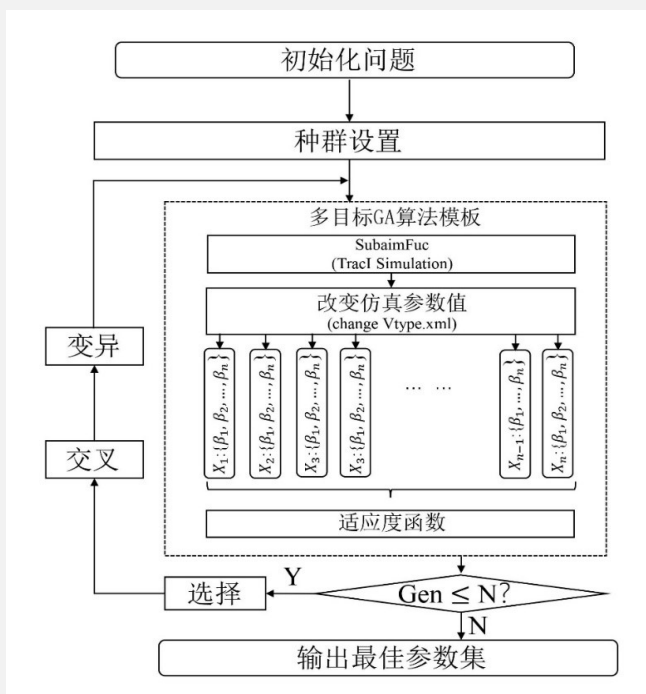 初始化问题
种群设置
多目标GA算法模板
SubaimFuc
(TracI Simulation)
改变仿真参数值
(change Vtype.xml)
X₁:{β₁, β₂, ..., βₙ}
X₂:{β₁, β₂, ..., βₙ}
X₃:{β₁, β₂, ..., βₙ}
X₃:{β₁, β₂, ..., βₙ}
... ...
Xₙ₋₁:{β₁, ..., βₙ}
Xₙ:{β₁, β₂, ..., βₙ}
适应度函数
变异
交叉
选择
Y
Gen ≤ N?
N
输出最佳参数集